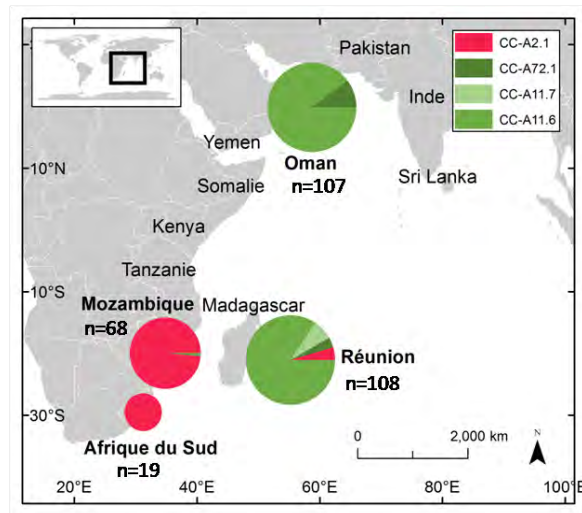 CC-A2.1
CC-A72.1
CC-A11.7
CC-A11.6
Pakistan
Inde
Yemen
Oman
n=107
10°N
Somalie
Sri Lanka
Kenya
Tanzanie
10°S
Mozambique
n=68
Madagascar
Réunion
n=108
30°S
Afrique du Sud
n=19
0 2,000 km
N
20°E 40°E 60°E 80°E 100°E